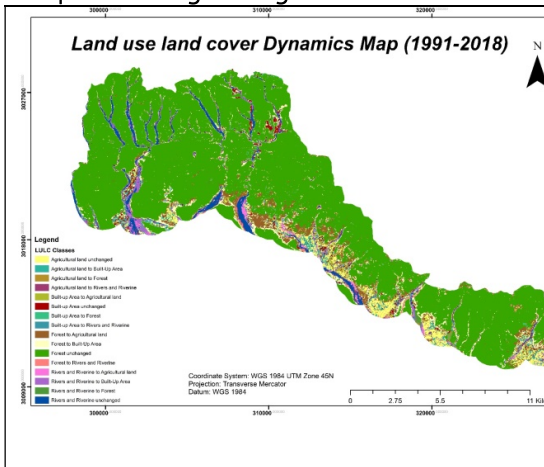 300000 310000 320000
Land use land cover Dynamics Map (1991-2018)
N
3027000
3018000
3009000
Legend
LULC Classes
Agricultural land unchanged
Agricultural land to Built-Up Area
Agricultural land to Forest
Agricultural land to Rivers and Riverine
Built-up Area to Agricultural land
Built-up Area unchanged
Built-up Area to Forest
Built-up Area to Rivers and Riverine
Forest to Agricultural land
Forest to Built-Up Area
Forest unchanged
Forest to Rivers and Riverine
Rivers and Riverine to Agricultural land
Rivers and Riverine to Built-Up Area
Rivers and Riverine to Forest
Rivers and Riverine unchanged
Coordinate System: WGS 1984 UTM Zone 45N
Projection: Transverse Mercator
Datum: WGS 1984
0 2.75 5.5 11 Kil
300000 310000 320000